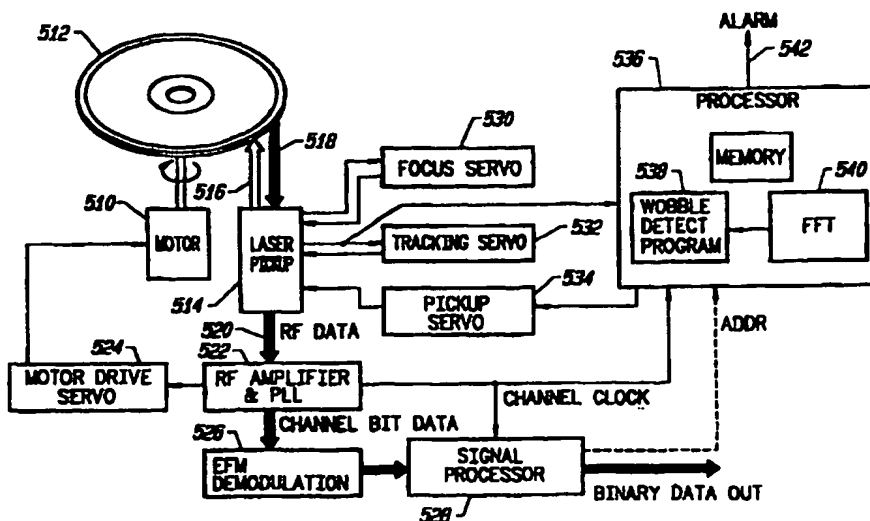 ALARM
512
542
536
PROCESSOR
530
518
FOCUS SERVO
MEMORY
516
538
540
510
WOBBLE
DETECT
PROGRAM
FFT
MOTOR
LASER
PICKUP
532
TRACKING SERVO
514
534
PICKUP
SERVO
ADDR
520
RF DATA
524
522
MOTOR DRIVE
SERVO
RF AMPLIFIER
& PLL
CHANNEL CLOCK
CHANNEL BIT DATA
526
EFM
DEMODULATION
SIGNAL
PROCESSOR
BINARY DATA OUT
528